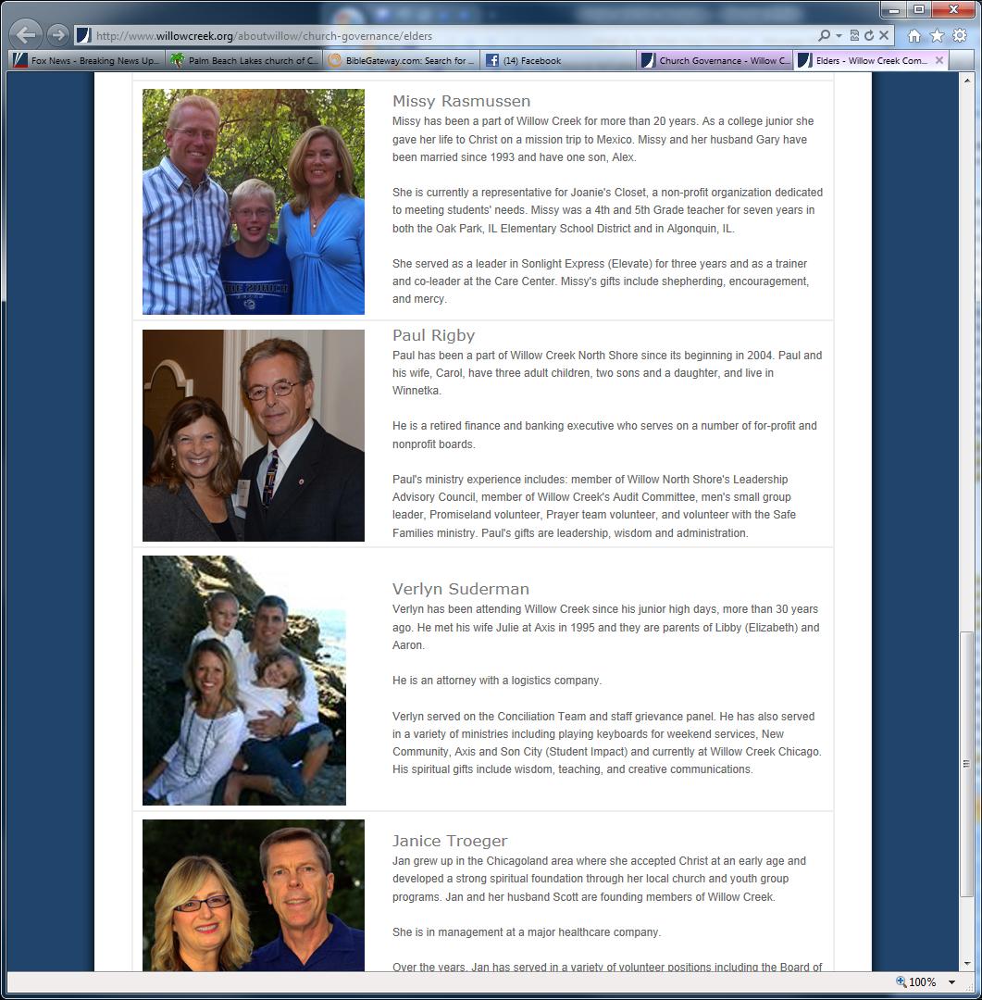 http://www.willowcreek.org/aboutwillow/church-governance/elders
Fox News - Breaking News Up...
Palm Beach Lakes church of C...
BibleGateway.com: Search for ...
(14) Facebook
Church Governance - Willow C...
Elders - Willow Creek Com...
Missy Rasmussen
Missy has been a part of Willow Creek for more than 20 years. As a college junior she
gave her life to Christ on a mission trip to Mexico. Missy and her husband Gary have
been married since 1993 and have one son, Alex.
She is currently a representative for Joanie's Closet, a non-profit organization dedicated
to meeting students' needs. Missy was a 4th and 5th Grade teacher for seven years in
both the Oak Park, IL Elementary School District and in Algonquin, IL.
She served as a leader in Sonlight Express (Elevate) for three years and as a trainer
and co-leader at the Care Center. Missy's gifts include shepherding, encouragement,
and mercy.
Paul Rigby
Paul has been a part of Willow Creek North Shore since its beginning in 2004. Paul and
his wife, Carol, have three adult children, two sons and a daughter, and live in
Winnetka.
He is a retired finance and banking executive who serves on a number of for-profit and
nonprofit boards.
Paul's ministry experience includes: member of Willow North Shore's Leadership
Advisory Council, member of Willow Creek's Audit Committee, men's small group
leader, Promiseland volunteer, Prayer team volunteer, and volunteer with the Safe
Families ministry. Paul's gifts are leadership, wisdom and administration.
Verlyn Suderman
Verlyn has been attending Willow Creek since his junior high days, more than 30 years
ago. He met his wife Julie at Axis in 1995 and they are parents of Libby (Elizabeth) and
Aaron.
He is an attorney with a logistics company.
Verlyn served on the Conciliation Team and staff grievance panel. He has also served
in a variety of ministries including playing keyboards for weekend services, New
Community, Axis and Son City (Student Impact) and currently at Willow Creek Chicago.
His spiritual gifts include wisdom, teaching, and creative communications.
Janice Troeger
Jan grew up in the Chicagoland area where she accepted Christ at an early age and
developed a strong spiritual foundation through her local church and youth group
programs. Jan and her husband Scott are founding members of Willow Creek.
She is in management at a major healthcare company.
Over the years, Jan has served in a variety of volunteer positions including the Board of
100%